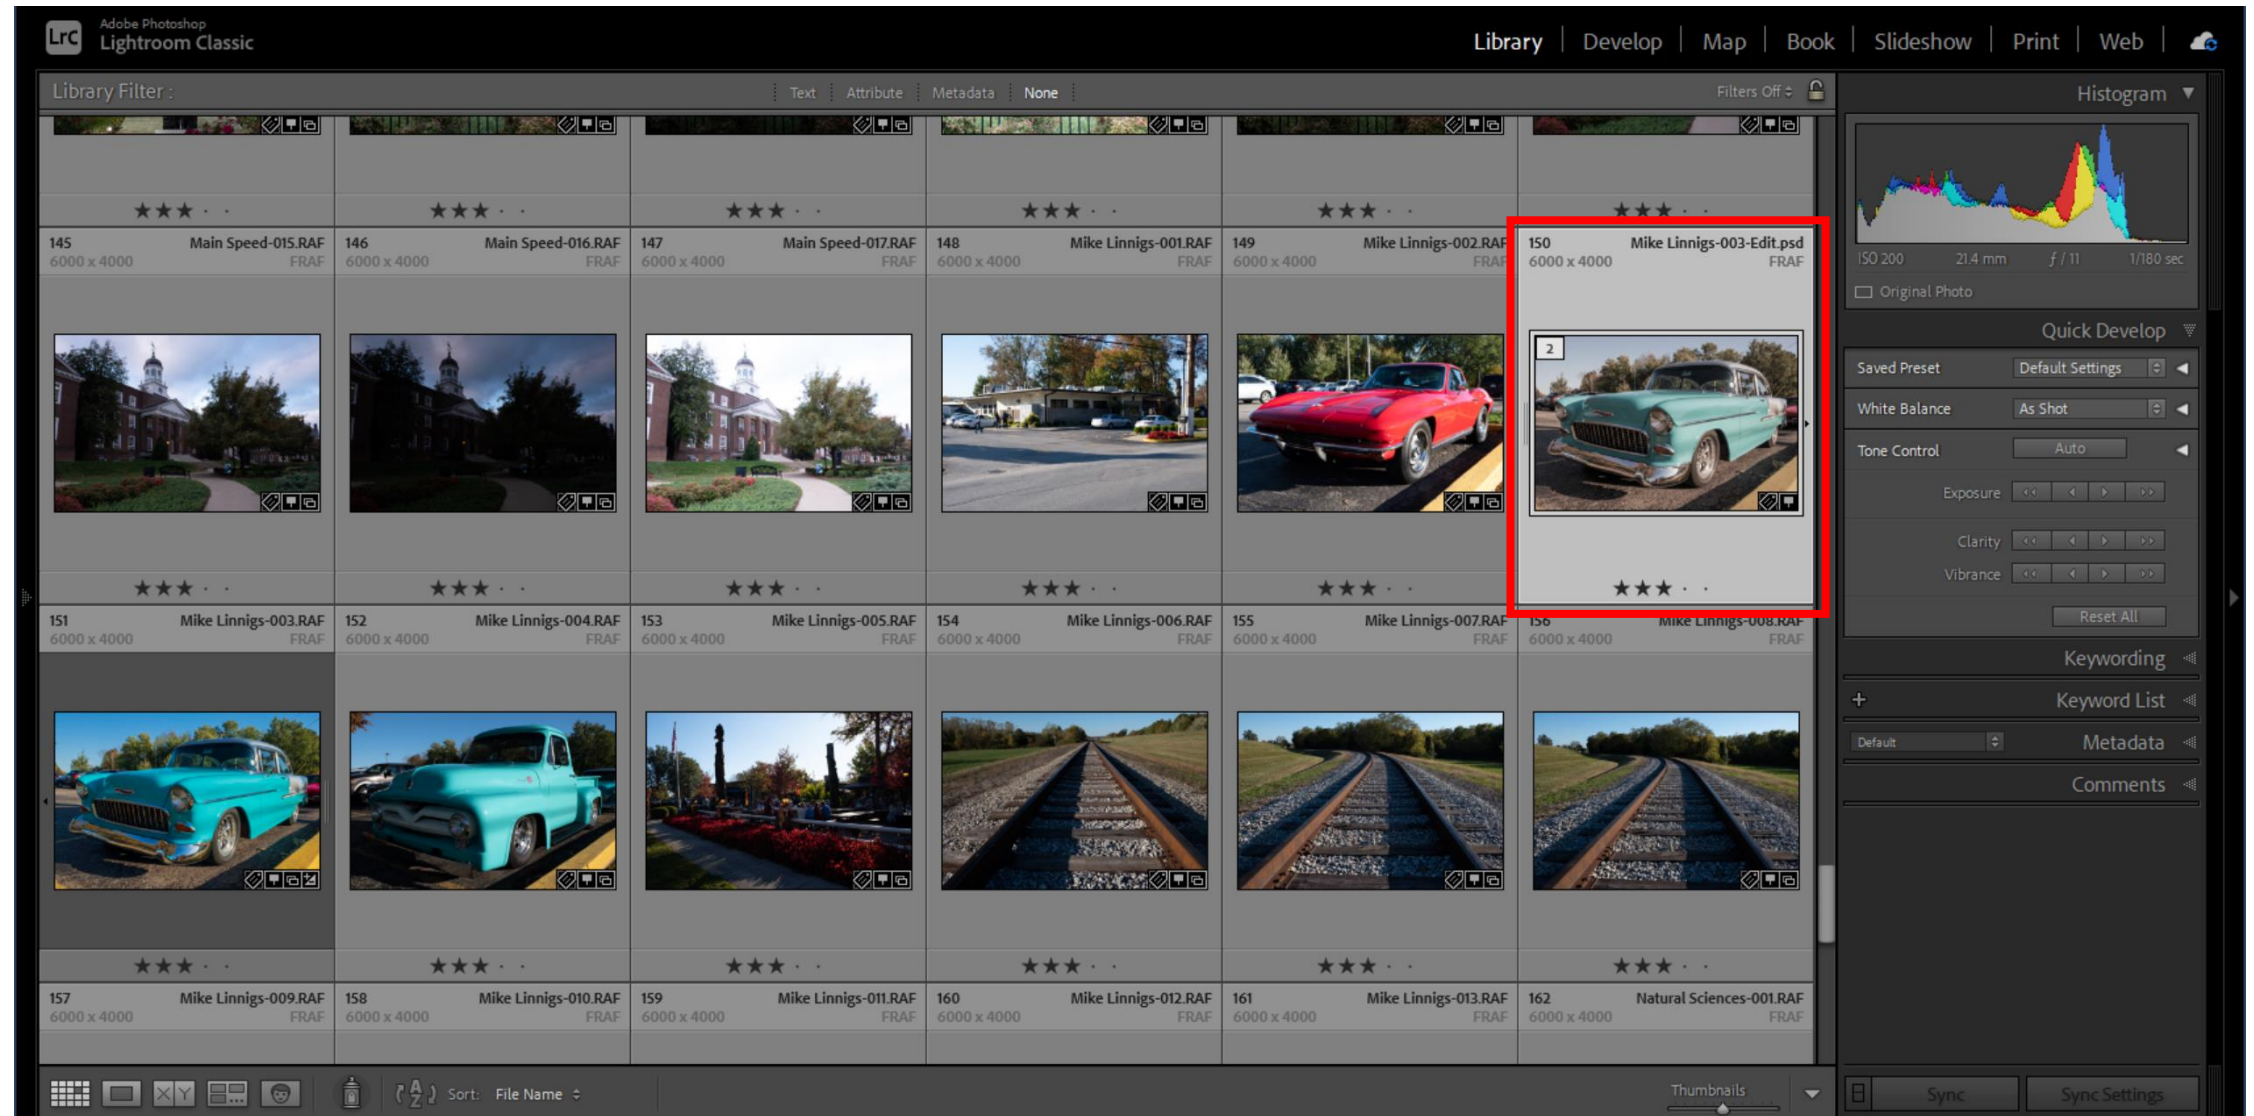 LrC
Adobe Photoshop
Lightroom Classic
Library | Develop | Map | Book | Slideshow | Print | Web |
Library Filter :
Text Attribute Metadata None
Filters Off
145 Main Speed-015.RAF
6000 x 4000 FRAF
146 Main Speed-016.RAF
6000 x 4000 FRAF
147 Main Speed-017.RAF
6000 x 4000 FRAF
148 Mike Linnigs-001.RAF
6000 x 4000 FRAF
149 Mike Linnigs-002.RAF
6000 x 4000 FRAF
150 Mike Linnigs-003-Edit.psd
6000 x 4000 FRAF
2
151 Mike Linnigs-003.RAF
6000 x 4000 FRAF
152 Mike Linnigs-004.RAF
6000 x 4000 FRAF
153 Mike Linnigs-005.RAF
6000 x 4000 FRAF
154 Mike Linnigs-006.RAF
6000 x 4000 FRAF
155 Mike Linnigs-007.RAF
6000 x 4000 FRAF
156 Mike Linnigs-008.RAF
6000 x 4000 FRAF
157 Mike Linnigs-009.RAF
6000 x 4000 FRAF
158 Mike Linnigs-010.RAF
6000 x 4000 FRAF
159 Mike Linnigs-011.RAF
6000 x 4000 FRAF
160 Mike Linnigs-012.RAF
6000 x 4000 FRAF
161 Mike Linnigs-013.RAF
6000 x 4000 FRAF
162 Natural Sciences-001.RAF
6000 x 4000 FRAF
XY
AZ
Sort: File Name
Thumbnails
Histogram
ISO 200 21.4 mm ƒ / 11 1/180 sec
Original Photo
Quick Develop
Saved Preset Default Settings
White Balance As Shot
Tone Control Auto
Exposure
Clarity
Vibrance
Reset All
Keywording
+ Keyword List
Default Metadata
Comments
Sync Sync Settings